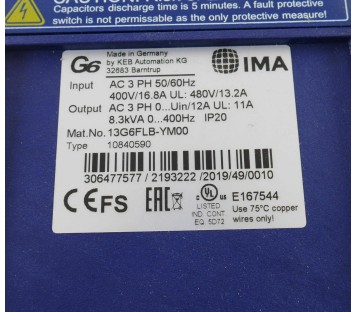 CAUTION!
Capacitors discharge time is 5 minutes. A fault protective
switch is not permissable as the only protective measure!
G6
Made in Germany
by KEB Automation KG
32683 Barntrup
IMA
Input AC 3 PH 50/60Hz
400V/16.8A UL: 480V/13.2A
Output AC 3 PH 0...Uin/12A UL: 11A
8.3kVA 0...400Hz IP20
Mat.No.13G6FLB-YM00
Type 10840590
306477577 / 2193222 /2019/49/0010
CE FS EAC c UL us E167544
LISTED
IND. CONT.
EQ. 5D72
Use 75°C copper
wires only!